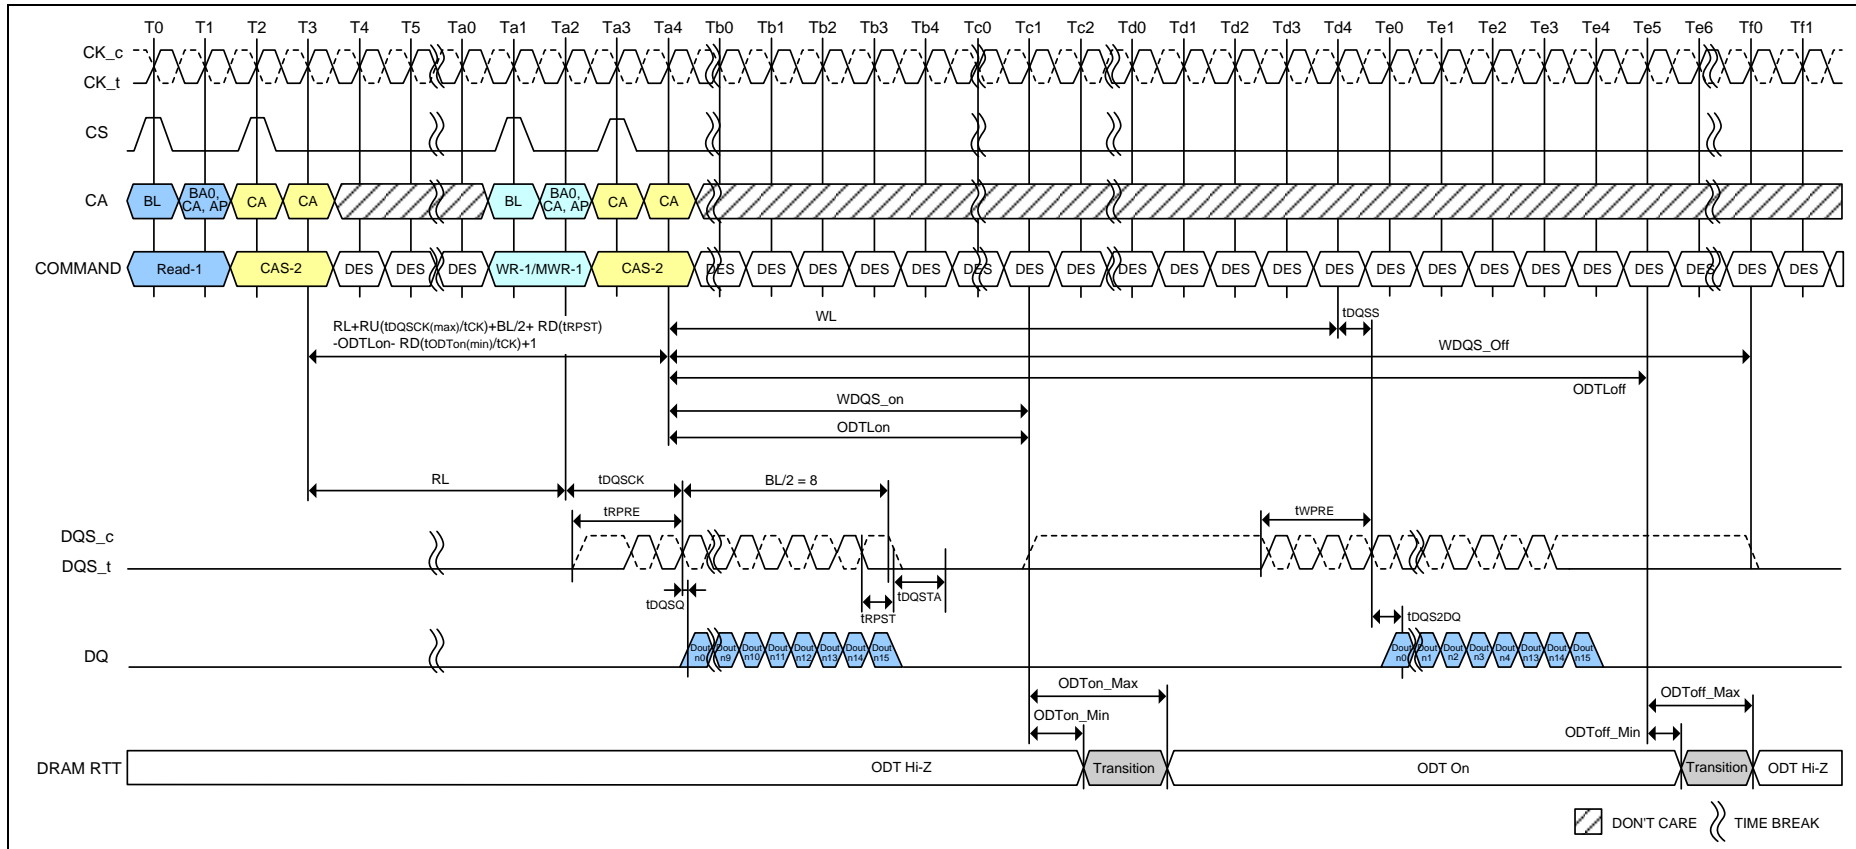 T0 T1 T2 T3 T4 T5 Ta0 Ta1 Ta2 Ta3 Ta4 Tb0 Tb1 Tb2 Tb3 Tb4 Tc0 Tc1 Tc2 Td0 Td1 Td2 Td3 Td4 Te0 Te1 Te2 Te3 Te4 Te5 Te6 Tf0 Tf1
CK_c
CK_t
CS
CA BL BA0, CA, AP CA CA BL BA0, CA, AP CA CA
COMMAND Read-1 CAS-2 DES DES DES WR-1/MWR-1 CAS-2 DES DES DES DES DES DES DES DES DES DES DES DES DES DES DES DES DES DES DES DES DES DES
RL+RU(tDQSCK(max)/tCK)+BL/2+ RD(tRPST)
-ODTLon- RD(tODTon(min)/tCK)+1
WL
tDQSS
WDQS_Off
ODTLoff
WDQS_on
ODTLon
RL
tDQSCK
BL/2 = 8
tRPRE
tWPRE
DQS_c
DQS_t
tDQSQ
tRPST
tDQSTA
tDQS2DQ
DQ
Dout n0 Dout n9 Dout n10 Dout n11 Dout n12 Dout n13 Dout n14 Dout n15
Dout n0 Dout n1 Dout n2 Dout n3 Dout n4 Dout n13 Dout n14 Dout n15
ODTon_Max
ODTon_Min
ODToff_Max
ODToff_Min
DRAM RTT ODT Hi-Z Transition ODT On Transition ODT Hi-Z
DON'T CARE
TIME BREAK